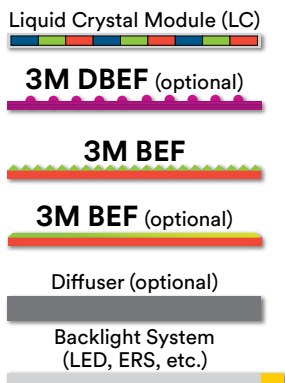 Liquid Crystal Module (LC)
3M DBEF (optional)
3M BEF
3M BEF (optional)
Diffuser (optional)
Backlight System
(LED, ERS, etc.)